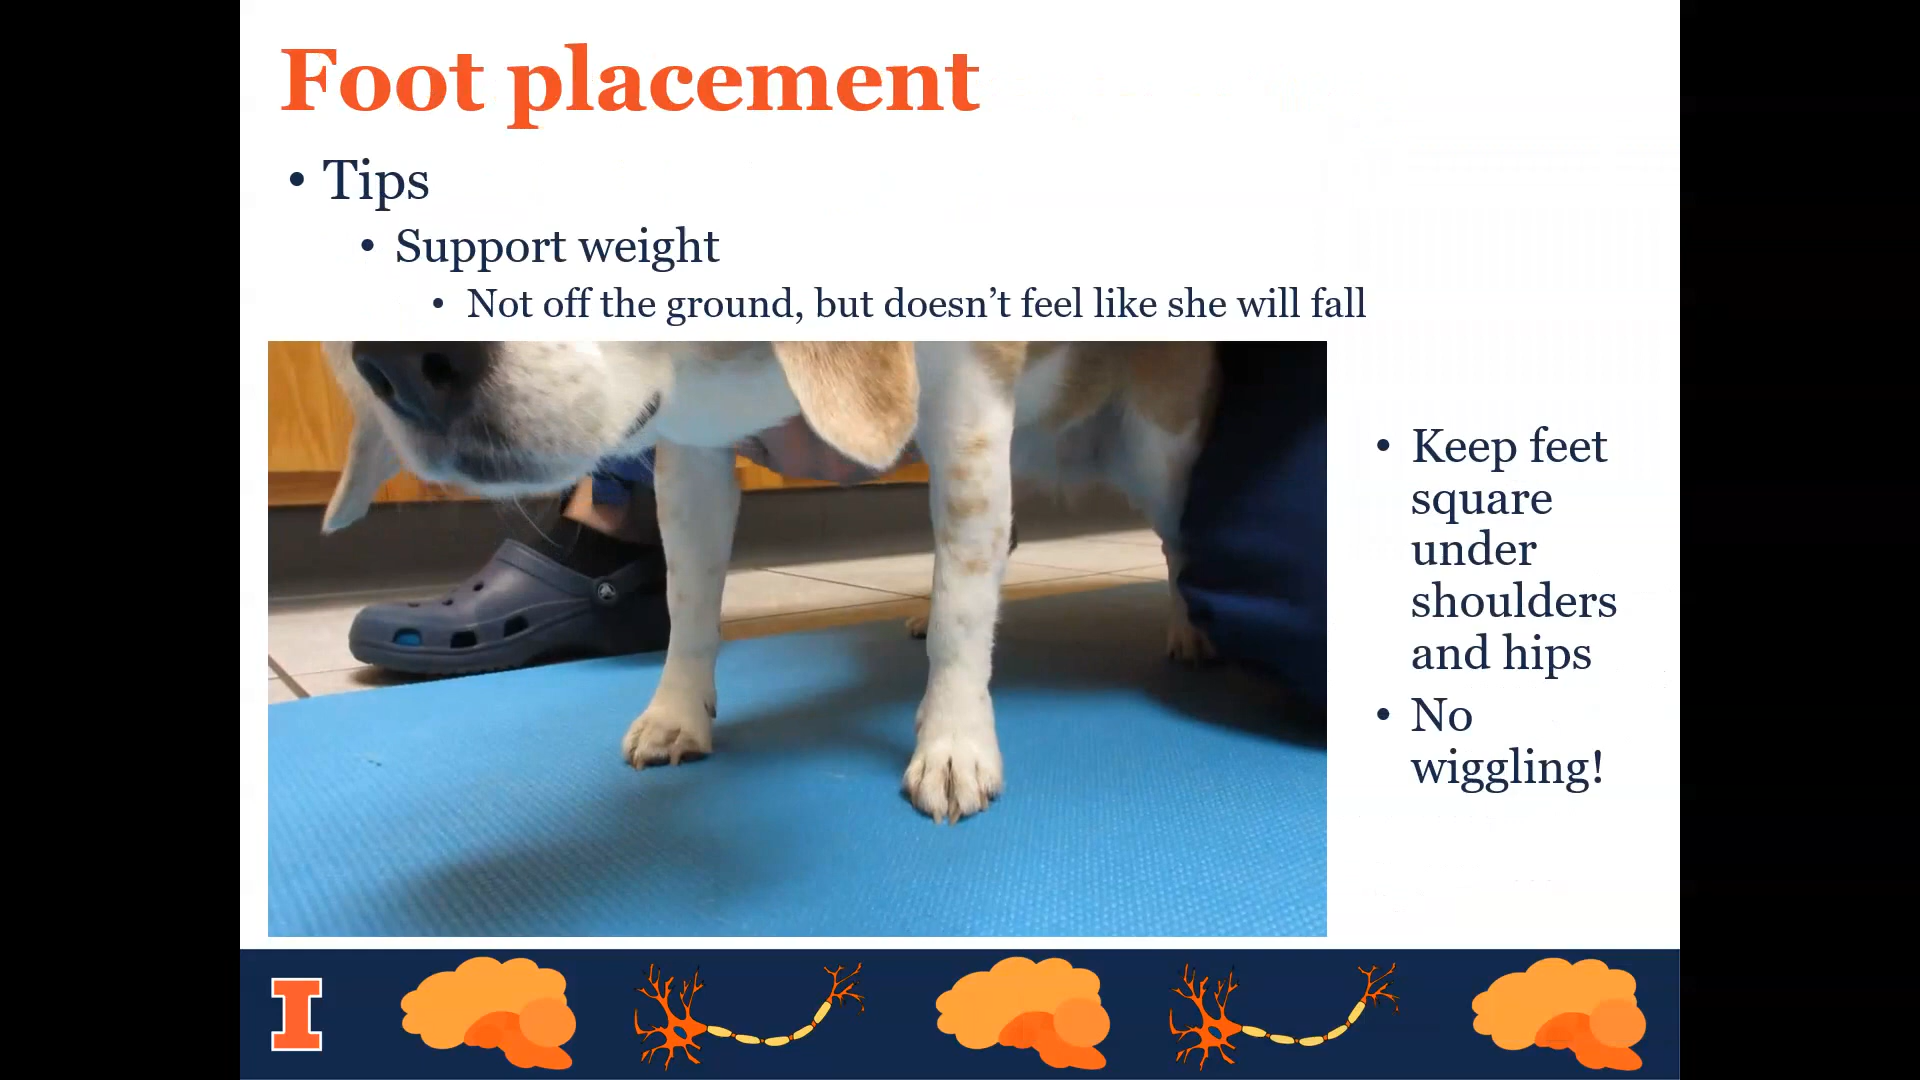 Foot placement
• Tips
• Support weight
• Not off the ground, but doesn’t feel like she will fall
• Keep feet
square
under
shoulders
and hips
• No
wiggling!
I